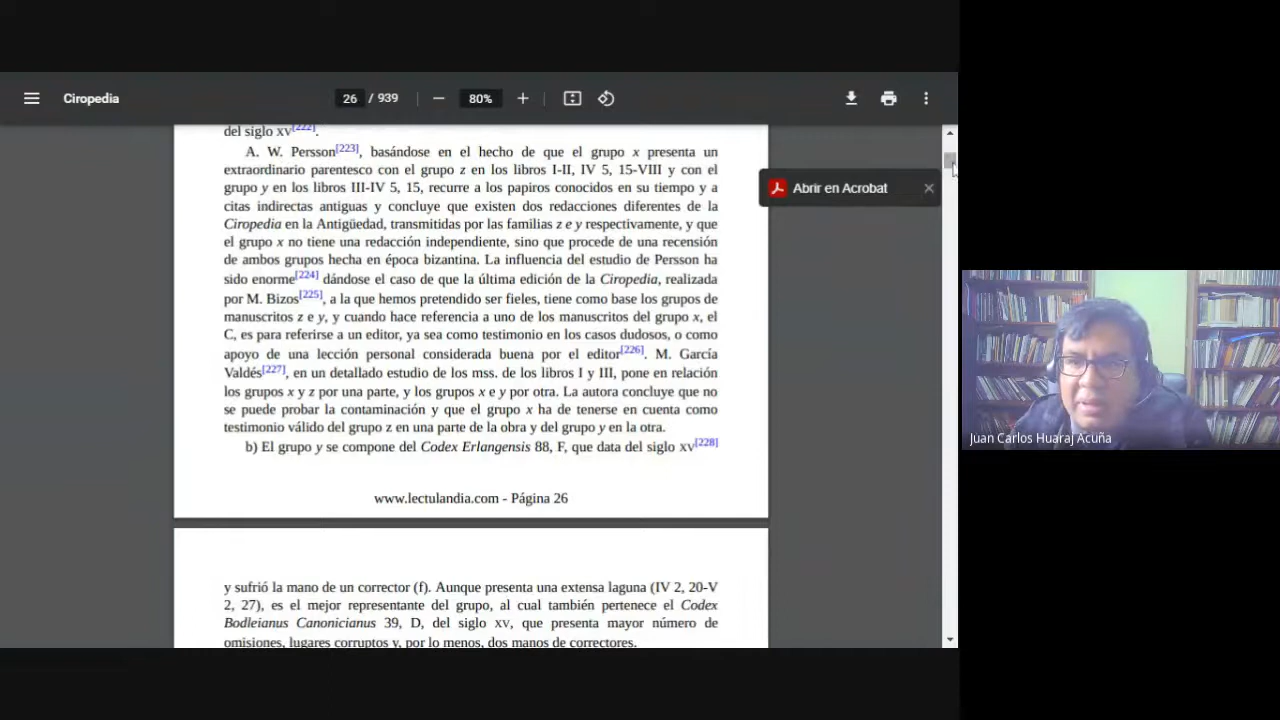 Ciropedia
26 / 939
80%
Abrir en Acrobat
del siglo XV[222].
A. W. Persson[223], basándose en el hecho de que el grupo x presenta un
extraordinario parentesco con el grupo z en los libros I-II, IV 5, 15-VIII y con el
grupo y en los libros III-IV 5, 15, recurre a los papiros conocidos en su tiempo y a
citas indirectas antiguas y concluye que existen dos redacciones diferentes de la
Ciropedia en la Antigüedad, transmitidas por las familias z e y respectivamente, y que
el grupo x no tiene una redacción independiente, sino que procede de una recensión
de ambos grupos hecha en época bizantina. La influencia del estudio de Persson ha
sido enorme[224] dándose el caso de que la última edición de la Ciropedia, realizada
por M. Bizos[225], a la que hemos pretendido ser fieles, tiene como base los grupos de
manuscritos z e y, y cuando hace referencia a uno de los manuscritos del grupo x, el
C, es para referirse a un editor, ya sea como testimonio en los casos dudosos, o como
apoyo de una lección personal considerada buena por el editor[226]. M. García
Valdés[227], en un detallado estudio de los mss. de los libros I y III, pone en relación
los grupos x y z por una parte, y los grupos x e y por otra. La autora concluye que no
se puede probar la contaminación y que el grupo x ha de tenerse en cuenta como
testimonio válido del grupo z en una parte de la obra y del grupo y en la otra.
b) El grupo y se compone del Codex Erlangensis 88, F, que data del siglo XV[228]
www.lectulandia.com - Página 26
y sufrió la mano de un corrector (f). Aunque presenta una extensa laguna (IV 2, 20-V
2, 27), es el mejor representante del grupo, al cual también pertenece el Codex
Bodleianus Canonicianus 39, D, del siglo XV, que presenta mayor número de
omisiones, lugares corruptos y, por lo menos, dos manos de correctores.
Juan Carlos Huaraj Acuña